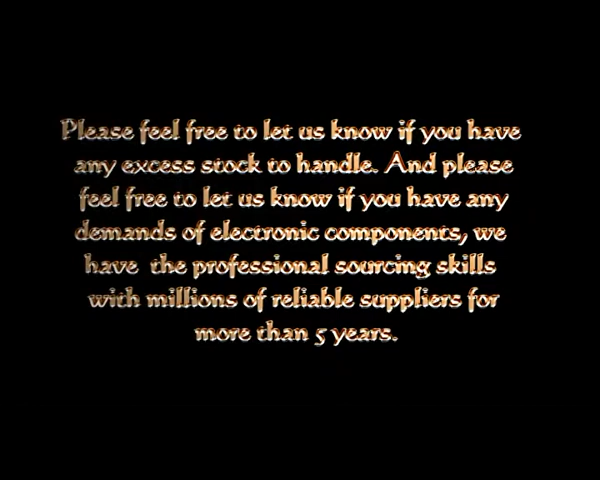 Please feel free to let us know if you have
any excess stock to handle. And please
feel free to let us know if you have any
demands of electronic components, we
have the professional sourcing skills
with millions of reliable suppliers for
more than 5 years.